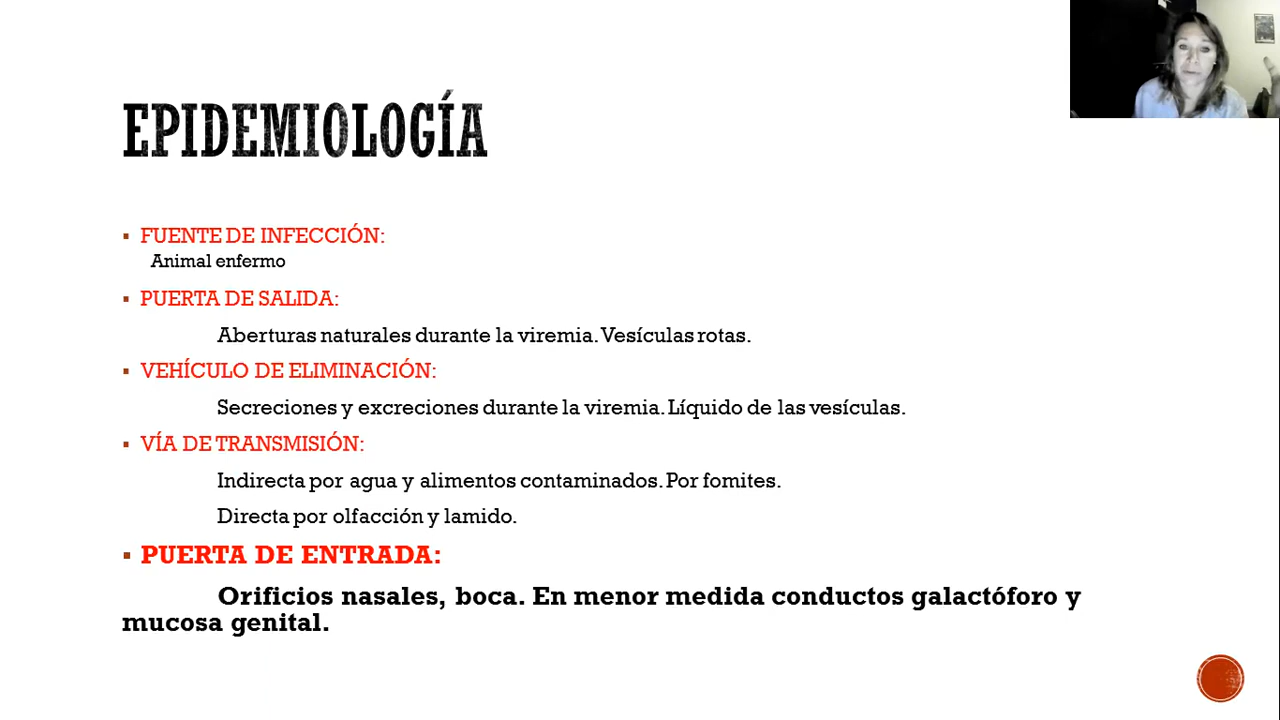 EPIDEMIOLOGÍA
▪ FUENTE DE INFECCIÓN:
Animal enfermo
▪ PUERTA DE SALIDA:
Aberturas naturales durante la viremia. Vesículas rotas.
▪ VEHÍCULO DE ELIMINACIÓN:
Secreciones y excreciones durante la viremia. Líquido de las vesículas.
▪ VÍA DE TRANSMISIÓN:
Indirecta por agua y alimentos contaminados. Por fomites.
Directa por olfacción y lamido.
▪ PUERTA DE ENTRADA:
Orificios nasales, boca. En menor medida conductos galactóforo y
mucosa genital.